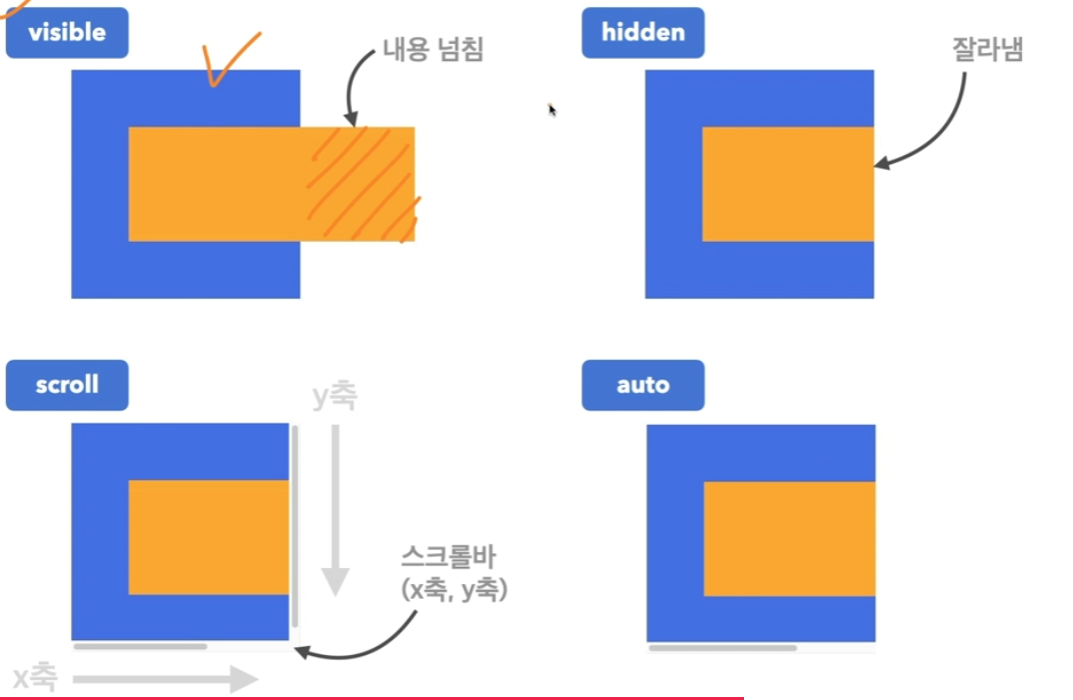 visible
내용 넘침
hidden
잘라냄
scroll
y축
스크롤바
(x축, y축)
x축
auto